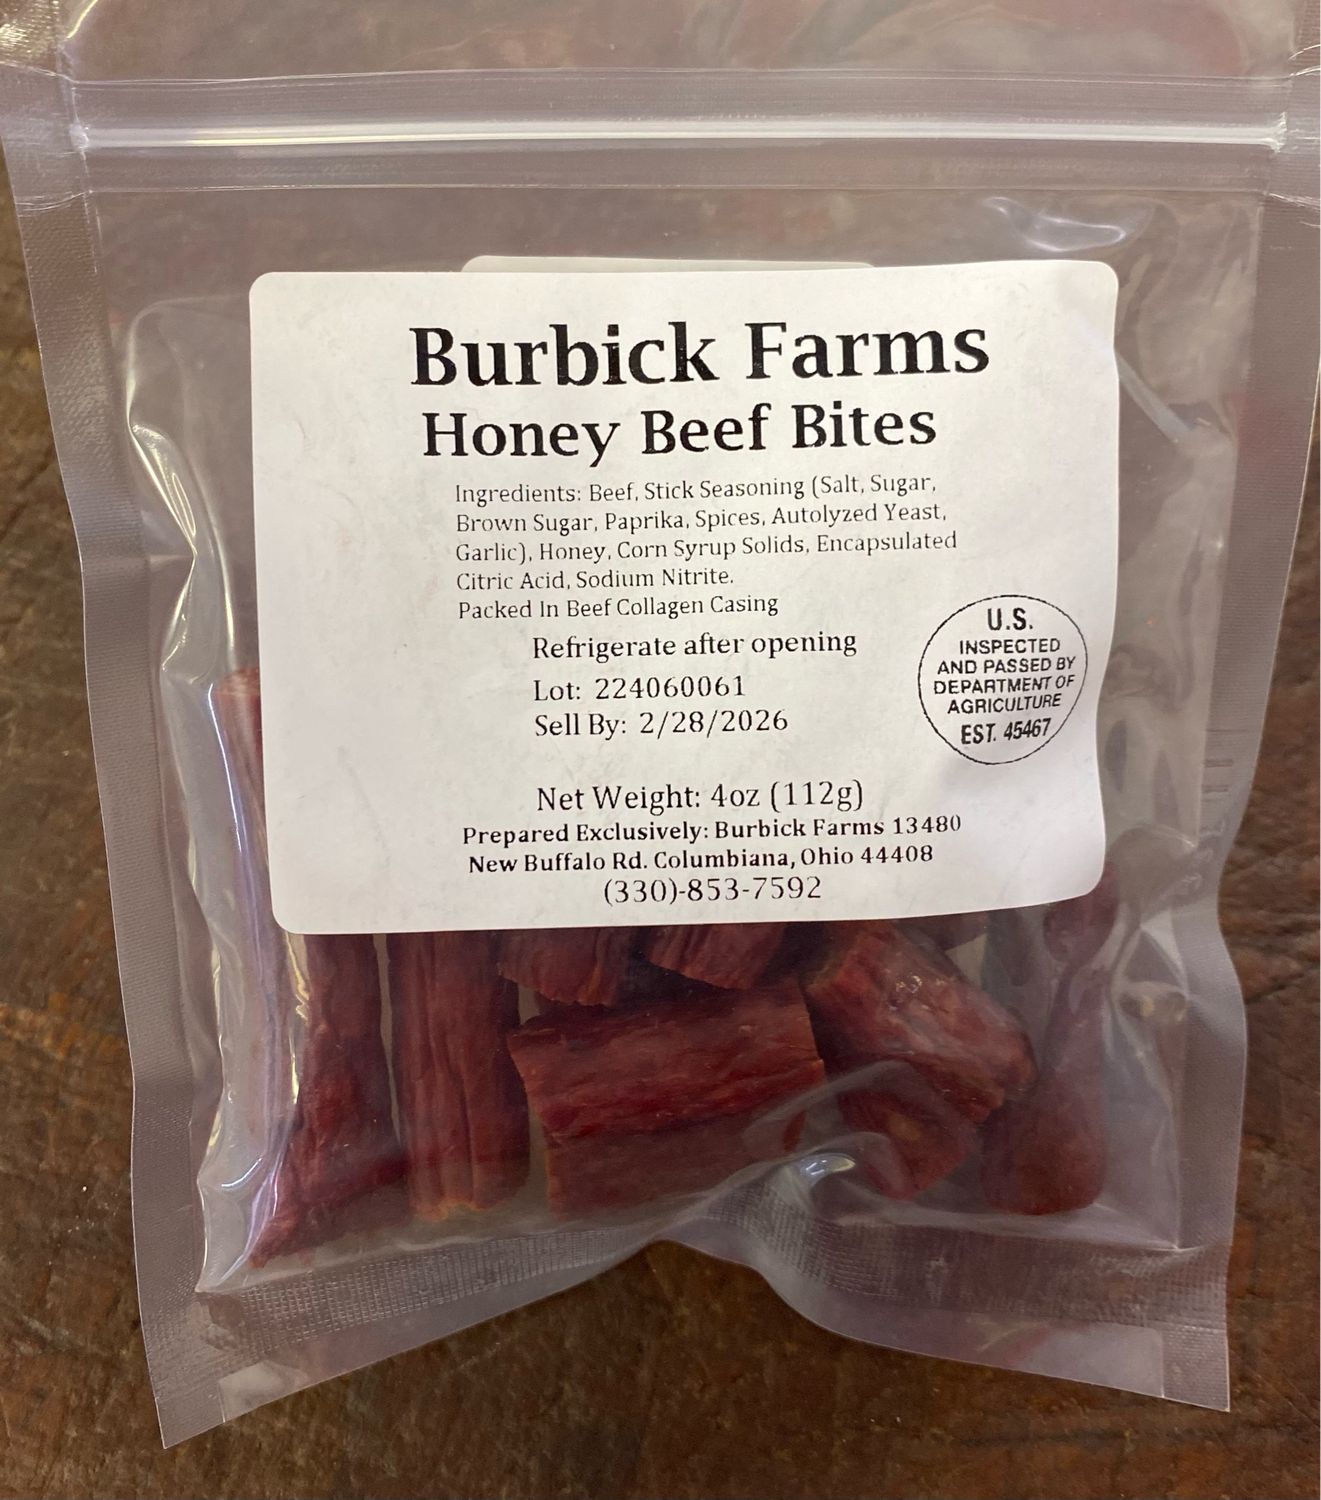 Burbick Farms
Honey Beef Bites
Ingredients: Beef, Stick Seasoning (Salt, Sugar,
Brown Sugar, Paprika, Spices, Autolyzed Yeast,
Garlic), Honey, Corn Syrup Solids, Encapsulated
Citric Acid, Sodium Nitrite.
Packed In Beef Collagen Casing
Refrigerate after opening
Lot: 224060061
Sell By: 2/28/2026
U.S.
INSPECTED
AND PASSED BY
DEPARTMENT OF
AGRICULTURE
EST. 45467
Net Weight: 4oz (112g)
Prepared Exclusively: Burbick Farms 13480
New Buffalo Rd. Columbiana, Ohio 44408
(330)-853-7592